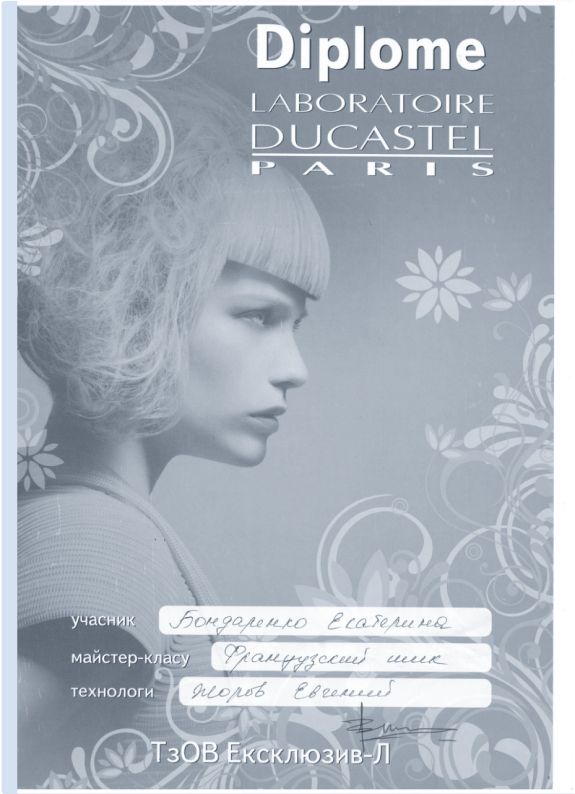 Diplome
LABORATOIRE
DUCASTEL
PARIS
учасник Бондаренко Екатерина
майстер-класу Французский шик
технологи Жоров Евгений
ТзОВ Ексклюзив-Л